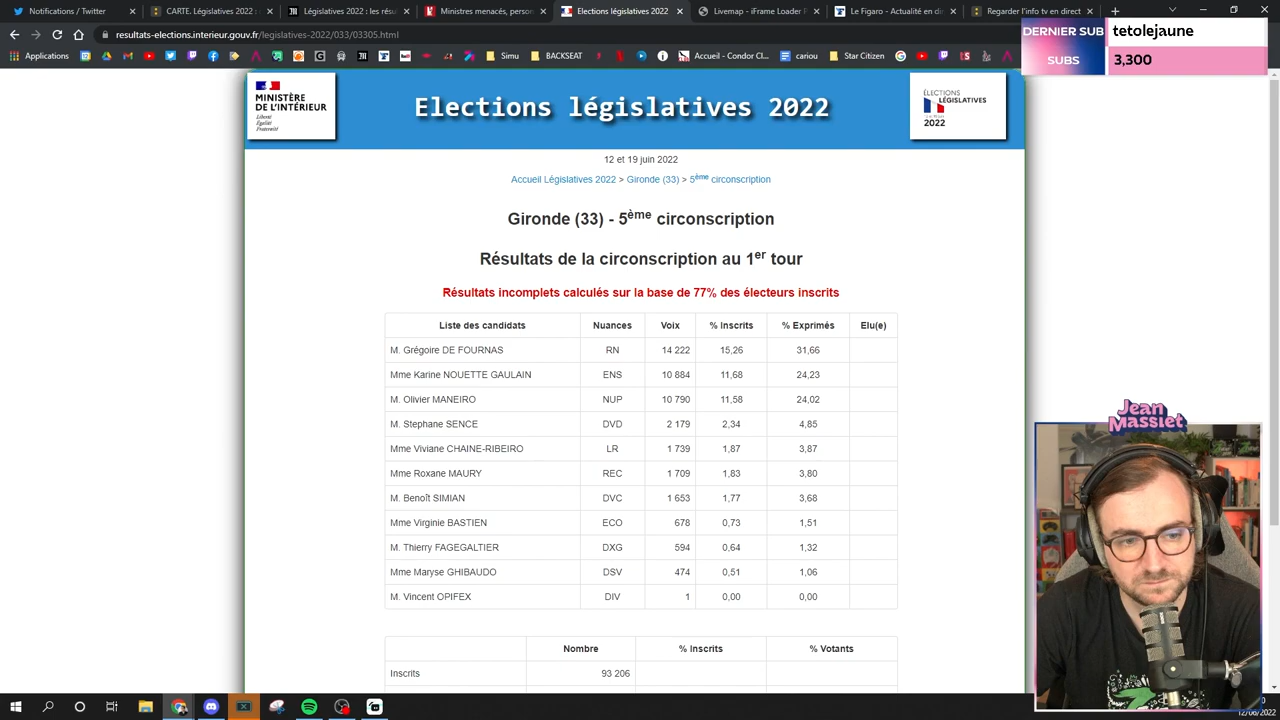 (5) Notifications / Twitter
CARTE. Législatives 2022 : s
Législatives 2022 : les rés
Ministres menacés, person
Elections législatives 2022
Livemap - iframe Loader P
Le Figaro - Actualité en dir
Regarder l'info tv en
resultats-elections.interieur.gouv.fr/legislatives-2022/033/03305.html
Applications
Simu
BACKSEAT
Accueil - Condor Cl...
cariou
Star Citizen
DERNIER SUB
tetolejaune
SUBS
3,300
MINISTÈRE
DE L'INTÉRIEUR
Liberté
Égalité
Fraternité
Elections législatives 2022
ÉLECTIONS
LÉGISLATIVES
2022
12 et 19 juin 2022
Accueil Législatives 2022 > Gironde (33) > 5ème circonscription
Gironde (33) - 5ème circonscription
Résultats de la circonscription au 1er tour
Résultats incomplets calculés sur la base de 77% des électeurs inscrits
Liste des candidats Nuances Voix % Inscrits % Exprimés Elu(e)
M. Grégoire DE FOURNAS RN 14 222 15,26 31,66
Mme Karine NOUETTE GAULAIN ENS 10 884 11,68 24,23
M. Olivier MANEIRO NUP 10 790 11,58 24,02
M. Stephane SENCE DVD 2 179 2,34 4,85
Mme Viviane CHAINE-RIBEIRO LR 1 739 1,87 3,87
Mme Roxane MAURY REC 1 709 1,83 3,80
M. Benoît SIMIAN DVC 1 653 1,77 3,68
Mme Virginie BASTIEN ECO 678 0,73 1,51
M. Thierry FAGEGALTIER DXG 594 0,64 1,32
Mme Maryse GHIBAUDO DSV 474 0,51 1,06
M. Vincent OPIFEX DIV 1 0,00 0,00
Nombre % Inscrits % Votants
Inscrits 93 206
Jean
Massiet
12/06/2022